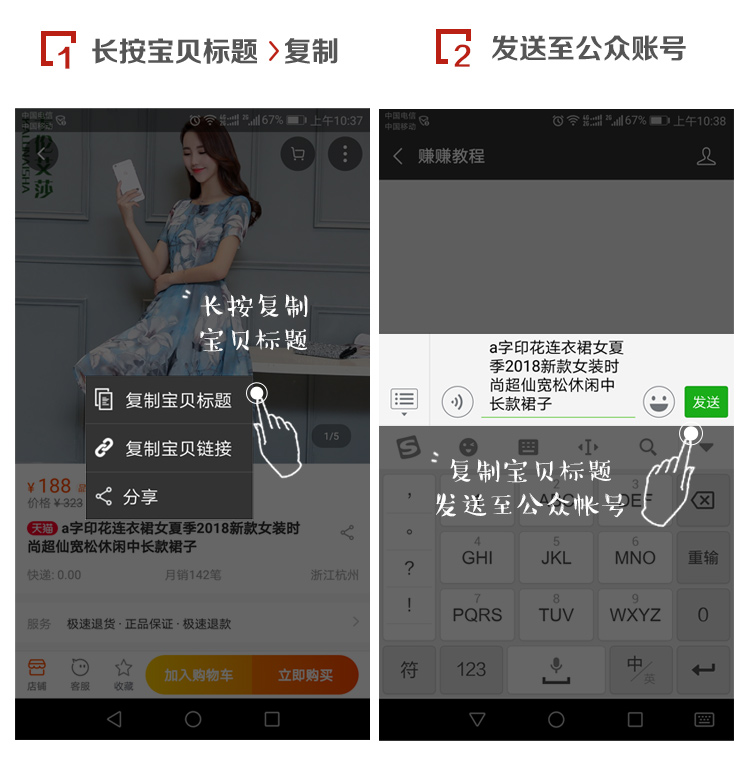 1 长按宝贝标题 > 复制
2 发送至公众账号
中国电信
中国移动
67% 上午10:37
长按复制
宝贝标题
复制宝贝标题
复制宝贝链接
分享
1/5
¥188
价格 ¥323
天猫 a字印花连衣裙女夏季2018新款女装时
尚超仙宽松休闲中长款裙子
快递: 0.00 月销142笔 浙江杭州
服务 极速退货 · 正品保证 · 极速退款
店铺 客服 收藏 加入购物车 立即购买
中国电信
中国移动
67% 上午10:38
赚赚教程
a字印花连衣裙女夏
季2018新款女装时
尚超仙宽松休闲中
长款裙子
发送
复制宝贝标题
发送至公众帐号
, 2 ABC 3 DEF
。
? 4 GHI 5 JKL 6 MNO 重输
! 7 PQRS 8 TUV 9 WXYZ 0
符 123 中/英